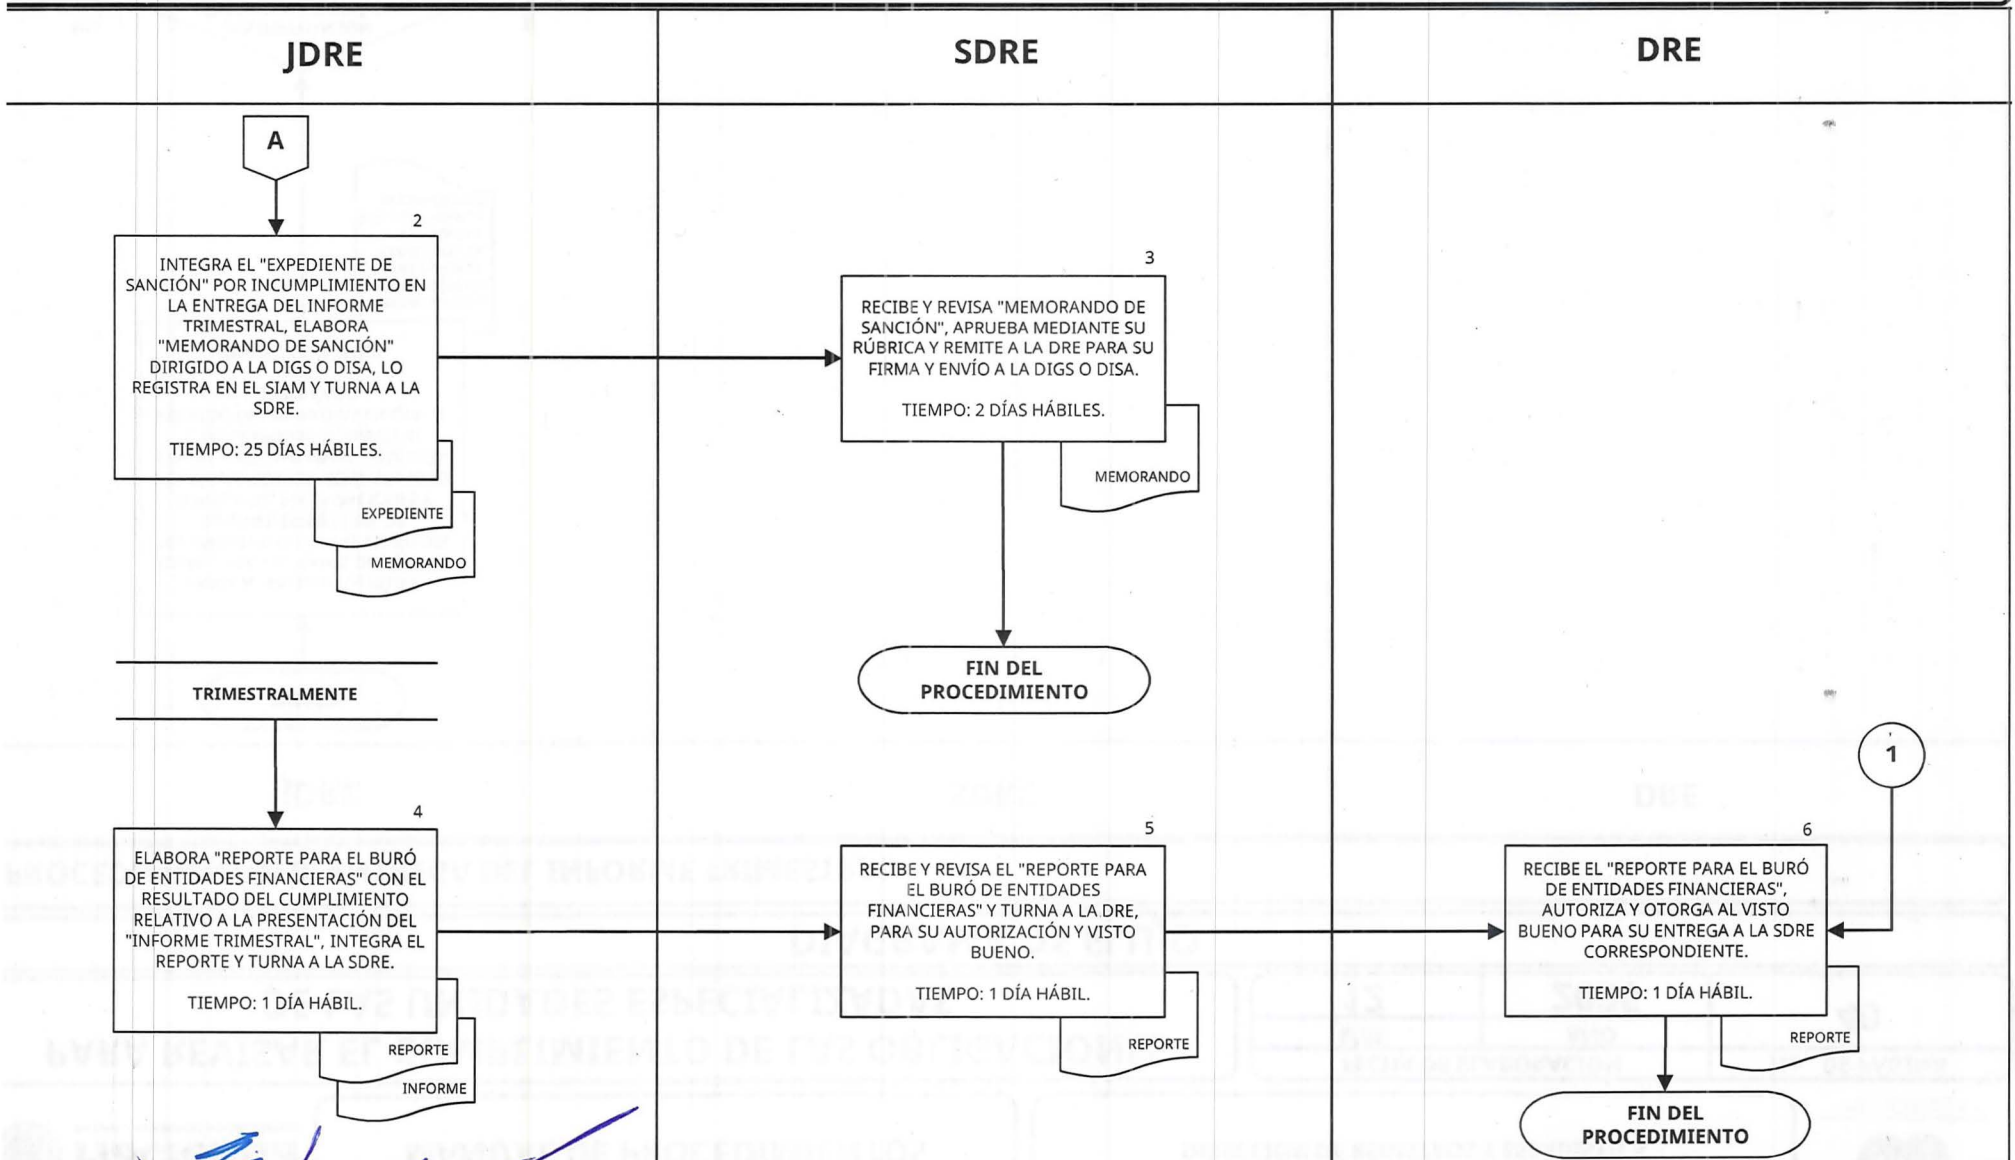 JDRE
SDRE
DRE
A
2
INTEGRA EL "EXPEDIENTE DE
SANCIÓN" POR INCUMPLIMIENTO EN
LA ENTREGA DEL INFORME
TRIMESTRAL, ELABORA
"MEMORANDO DE SANCIÓN"
DIRIGIDO A LA DIGS O DISA, LO
REGISTRA EN EL SIAM Y TURNA A LA
SDRE.
TIEMPO: 25 DÍAS HÁBILES.
EXPEDIENTE
MEMORANDO
3
RECIBE Y REVISA "MEMORANDO DE
SANCIÓN", APRUEBA MEDIANTE SU
RÚBRICA Y REMITE A LA DRE PARA SU
FIRMA Y ENVÍO A LA DIGS O DISA.
TIEMPO: 2 DÍAS HÁBILES.
MEMORANDO
FIN DEL
PROCEDIMIENTO
TRIMESTRALMENTE
1
4
ELABORA "REPORTE PARA EL BURÓ
DE ENTIDADES FINANCIERAS" CON EL
RESULTADO DEL CUMPLIMIENTO
RELATIVO A LA PRESENTACIÓN DEL
"INFORME TRIMESTRAL", INTEGRA EL
REPORTE Y TURNA A LA SDRE.
TIEMPO: 1 DÍA HÁBIL.
REPORTE
INFORME
5
RECIBE Y REVISA EL "REPORTE PARA
EL BURÓ DE ENTIDADES
FINANCIERAS" Y TURNA A LA DRE,
PARA SU AUTORIZACIÓN Y VISTO
BUENO.
TIEMPO: 1 DÍA HÁBIL.
REPORTE
6
RECIBE EL "REPORTE PARA EL BURÓ
DE ENTIDADES FINANCIERAS",
AUTORIZA Y OTORGA AL VISTO
BUENO PARA SU ENTREGA A LA SDRE
CORRESPONDIENTE.
TIEMPO: 1 DÍA HÁBIL.
REPORTE
FIN DEL
PROCEDIMIENTO